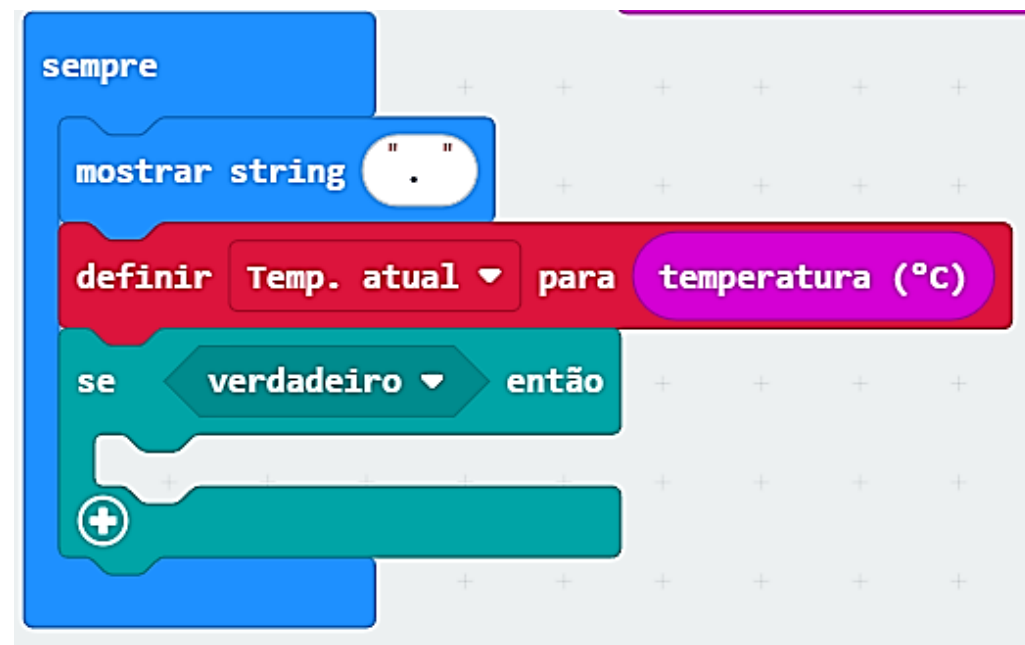 sempre
mostrar string "."
definir Temp. atual para temperatura (°C)
se verdadeiro então